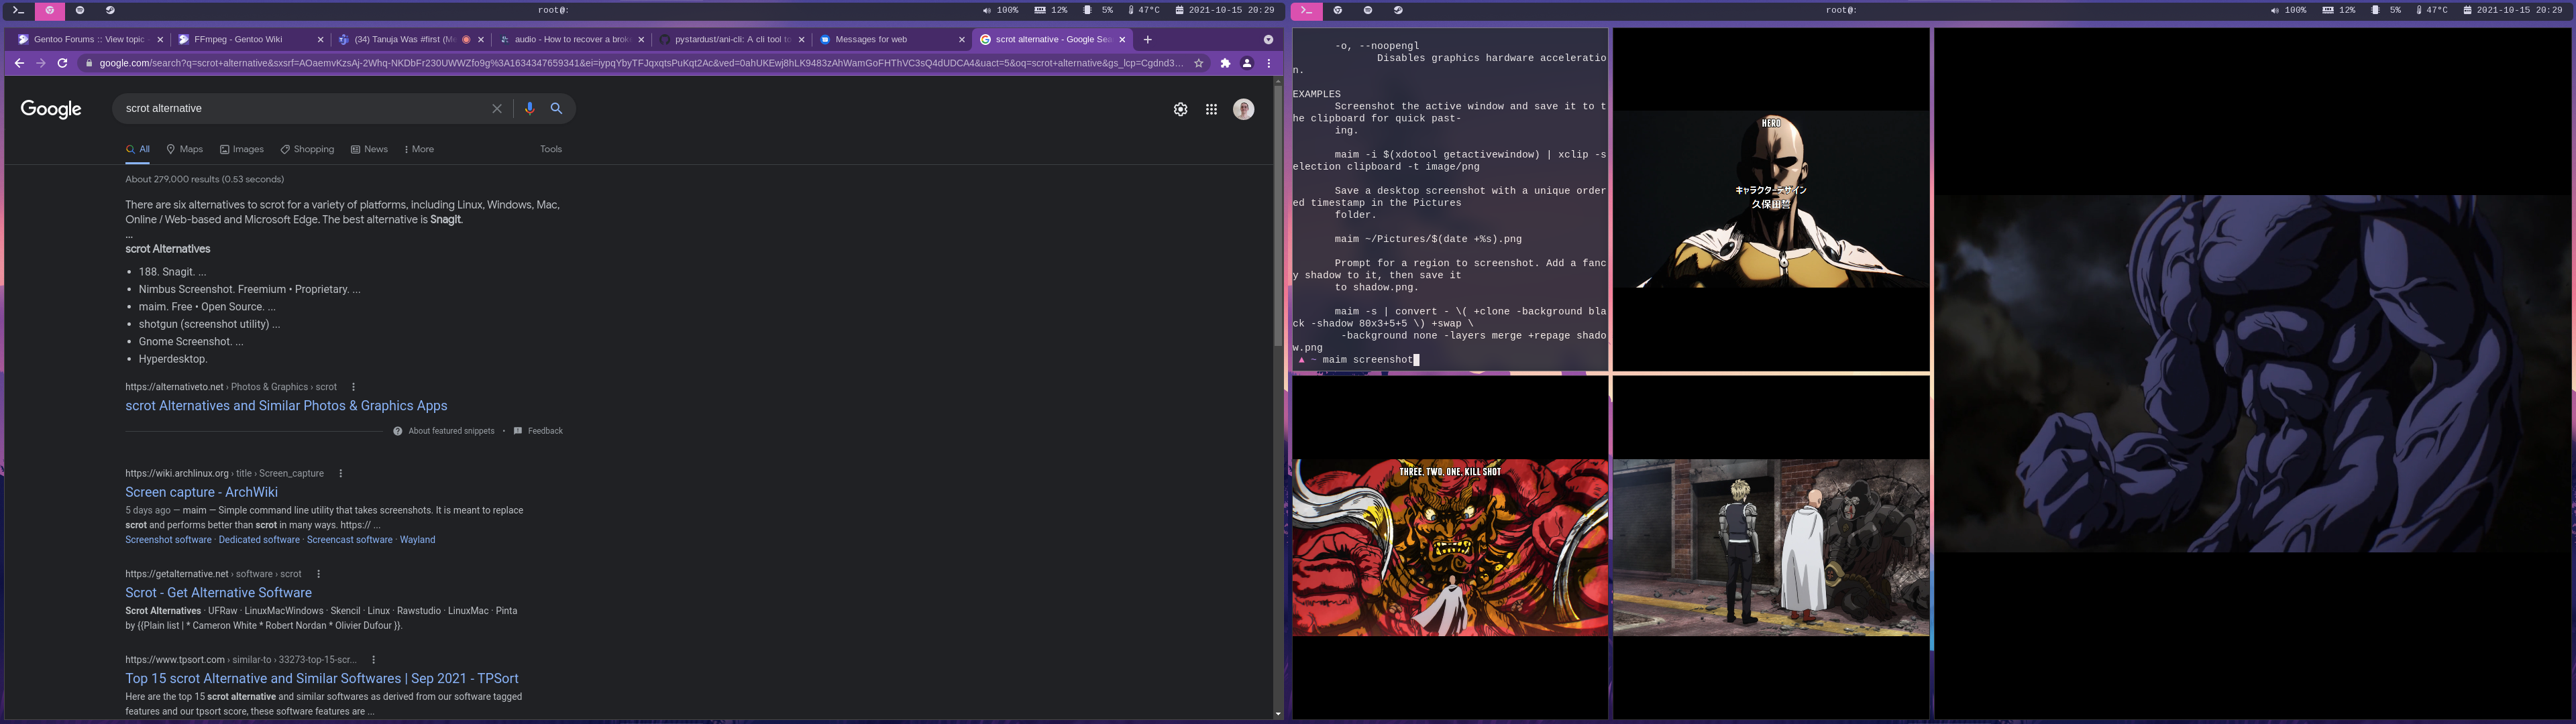 root@:
100%
12%
5%
47°C
2021-10-15 20:29
Gentoo Forums :: View topic
FFmpeg - Gentoo Wiki
(34) Tanuja Was #first (Me
audio - How to recover a brok
pystardust/ani-cli: A cli tool to
Messages for web
scrot alternative - Google Sea
google.com/search?q=scrot+alternative&sxsrf=AOaemvKzsAj-2Whq-NKDbFr230UWWZfo9g%3A1634347659341&ei=iypqYbyTFJqxqtsPuKqt2Ac&ved=0ahUKEwj8hLK9483zAhWamGoFHThVC3sQ4dUDCA4&uact=5&oq=scrot+alternative&gs_lcp=Cgdnd3...
Google
scrot alternative
All
Maps
Images
Shopping
News
More
Tools
About 279,000 results (0.53 seconds)
There are six alternatives to scrot for a variety of platforms, including Linux, Windows, Mac,
Online / Web-based and Microsoft Edge. The best alternative is Snagit.
...
scrot Alternatives
• 188. Snagit. ...
• Nimbus Screenshot. Freemium • Proprietary. ...
• maim. Free • Open Source. ...
• shotgun (screenshot utility) ...
• Gnome Screenshot. ...
• Hyperdesktop.
https://alternativeto.net › Photos & Graphics › scrot
scrot Alternatives and Similar Photos & Graphics Apps
About featured snippets • Feedback
https://wiki.archlinux.org › title › Screen_capture
Screen capture - ArchWiki
5 days ago — maim — Simple command line utility that takes screenshots. It is meant to replace
scrot and performs better than scrot in many ways. https:// ...
Screenshot software · Dedicated software · Screencast software · Wayland
https://getalternative.net › software › scrot
Scrot - Get Alternative Software
Scrot Alternatives · UFRaw · LinuxMacWindows · Skencil · Linux · Rawstudio · LinuxMac · Pinta
by {{Plain list | * Cameron White * Robert Nordan * Olivier Dufour }}.
https://www.tpsort.com › similar-to › 33273-top-15-scr...
Top 15 scrot Alternative and Similar Softwares | Sep 2021 - TPSort
Here are the top 15 scrot alternative and similar softwares as derived from our software tagged
features and our tpsort score, these software features are ...
root@:
100%
12%
5%
47°C
2021-10-15 20:29
-o, --noopengl
Disables graphics hardware acceleratio
n.
EXAMPLES
Screenshot the active window and save it to t
he clipboard for quick past-
ing.
maim -i $(xdotool getactivewindow) | xclip -s
election clipboard -t image/png
Save a desktop screenshot with a unique order
ed timestamp in the Pictures
folder.
maim ~/Pictures/$(date +%s).png
Prompt for a region to screenshot. Add a fanc
y shadow to it, then save it
to shadow.png.
maim -s | convert - \( +clone -background bla
ck -shadow 80x3+5+5 \) +swap \
-background none -layers merge +repage shado
w.png
▲ ~ maim screenshot
HERO
キャラクターデザイン
久保田誓
THREE, TWO, ONE, KILL SHOT